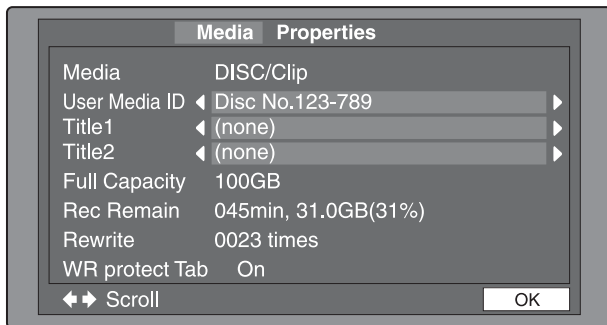 Media Properties
Media DISC/Clip
User Media ID Disc No.123-789
Title1 (none)
Title2 (none)
Full Capacity 100GB
Rec Remain 045min, 31.0GB(31%)
Rewrite 0023 times
WR protect Tab On
Scroll OK